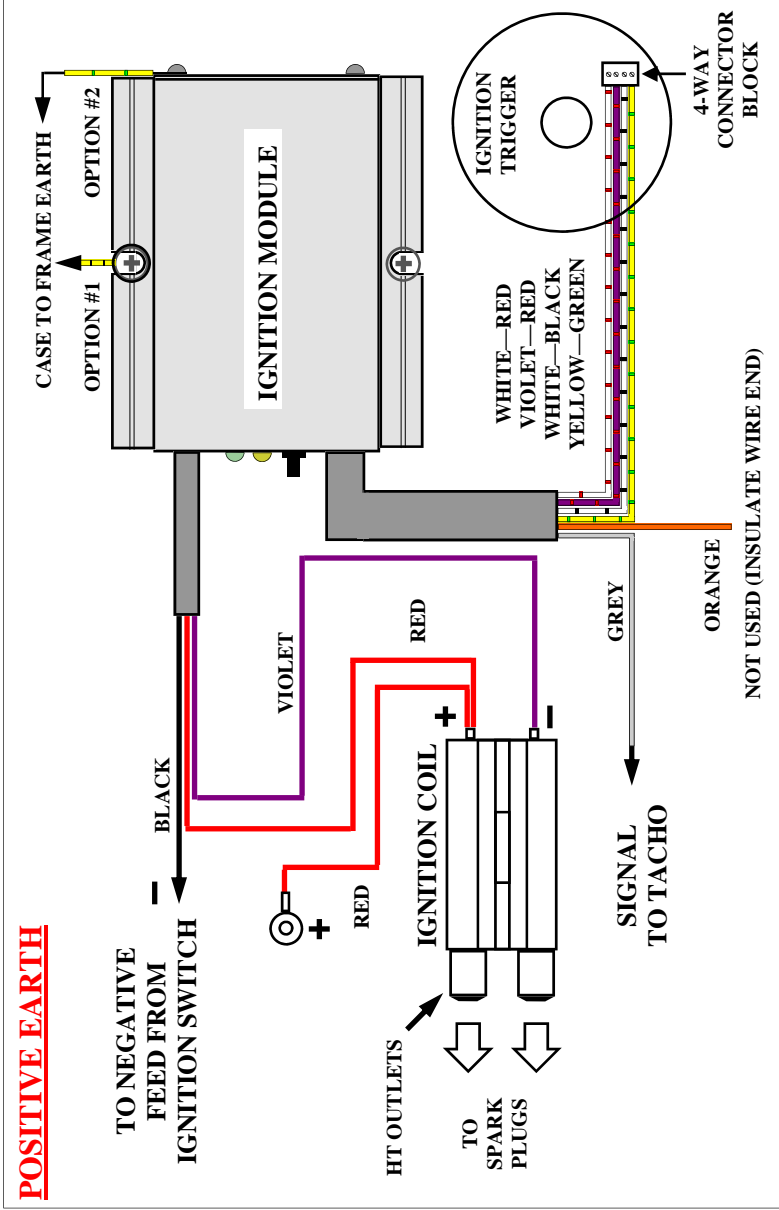 POSITIVE EARTH
TO NEGATIVE
FEED FROM
IGNITION SWITCH
–
BLACK
VIOLET
RED
+
RED
+
–
IGNITION COIL
HT OUTLETS
TO
SPARK
PLUGS
SIGNAL
TO TACHO
GREY
ORANGE
NOT USED (INSULATE WIRE END)
CASE TO FRAME EARTH
OPTION #1
OPTION #2
IGNITION MODULE
WHITE—RED
VIOLET—RED
WHITE—BLACK
YELLOW—GREEN
IGNITION
TRIGGER
4-WAY
CONNECTOR
BLOCK